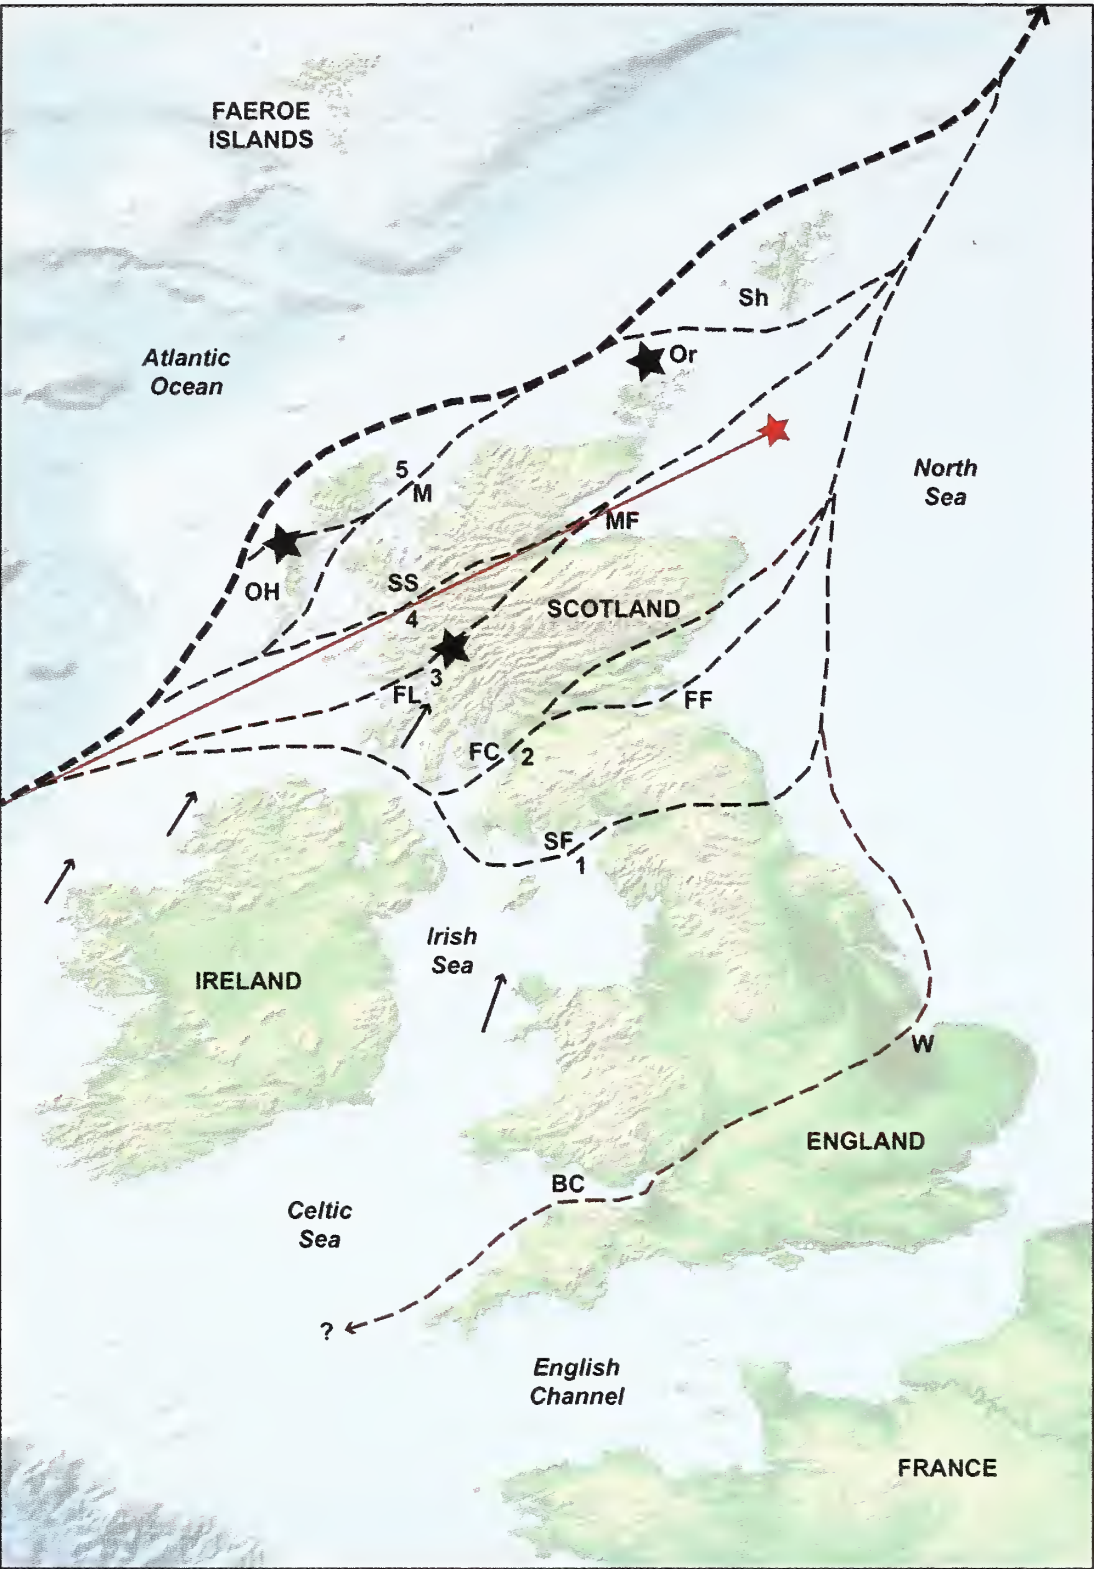 FAEROE
ISLANDS
Sh
Atlantic
Ocean
Or
North
Sea
5
M
MF
OH
SS
4
SCOTLAND
3
FL
FF
FC
2
SF
1
Irish
Sea
IRELAND
W
ENGLAND
BC
Celtic
Sea
?
English
Channel
FRANCE